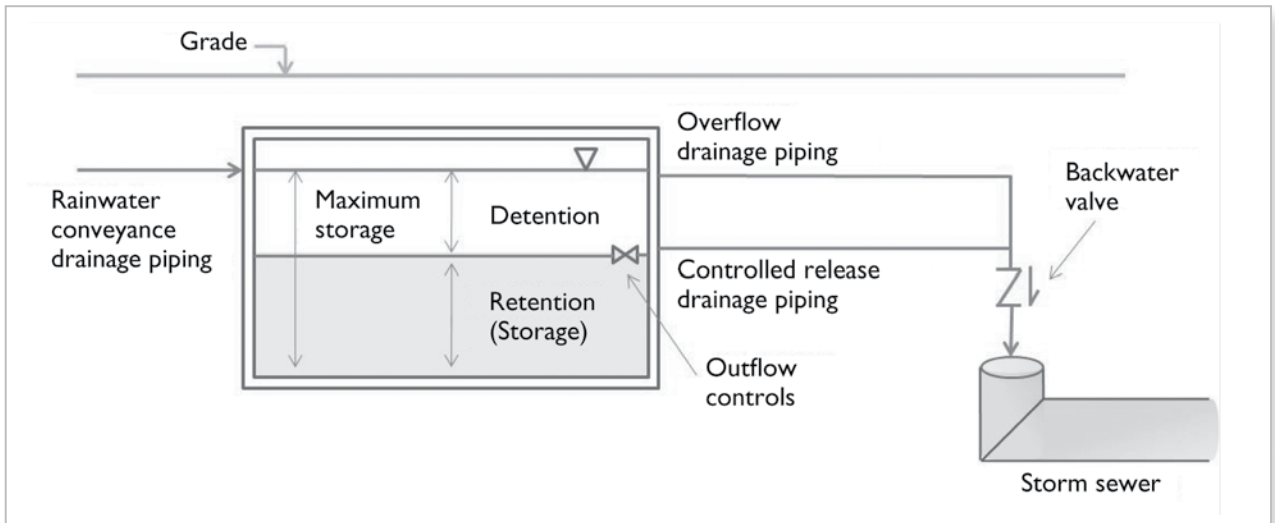 Grade
Overflow
drainage piping
Backwater
valve
Rainwater
conveyance
drainage piping
Maximum
storage
Detention
Controlled release
drainage piping
Retention
(Storage)
Outflow
controls
Storm sewer